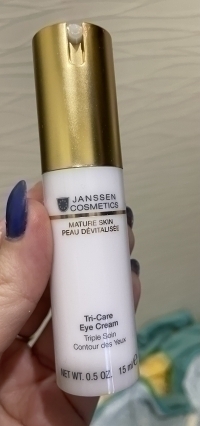 JANSSEN
COSMETICS
MATURE SKIN
PEAU DÉVITALISÉE
Tri-Care
Eye Cream
Triple Soin
Contour des Yeux
NET WT. 0.5 OZ. 15 ml ℮